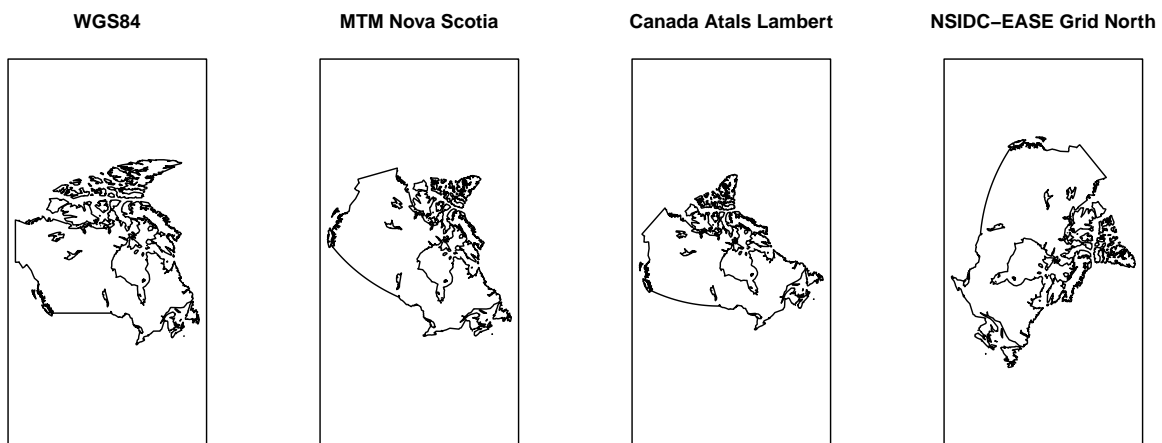 WGS84
MTM Nova Scotia
Canada Atals Lambert
NSIDC−EASE Grid North